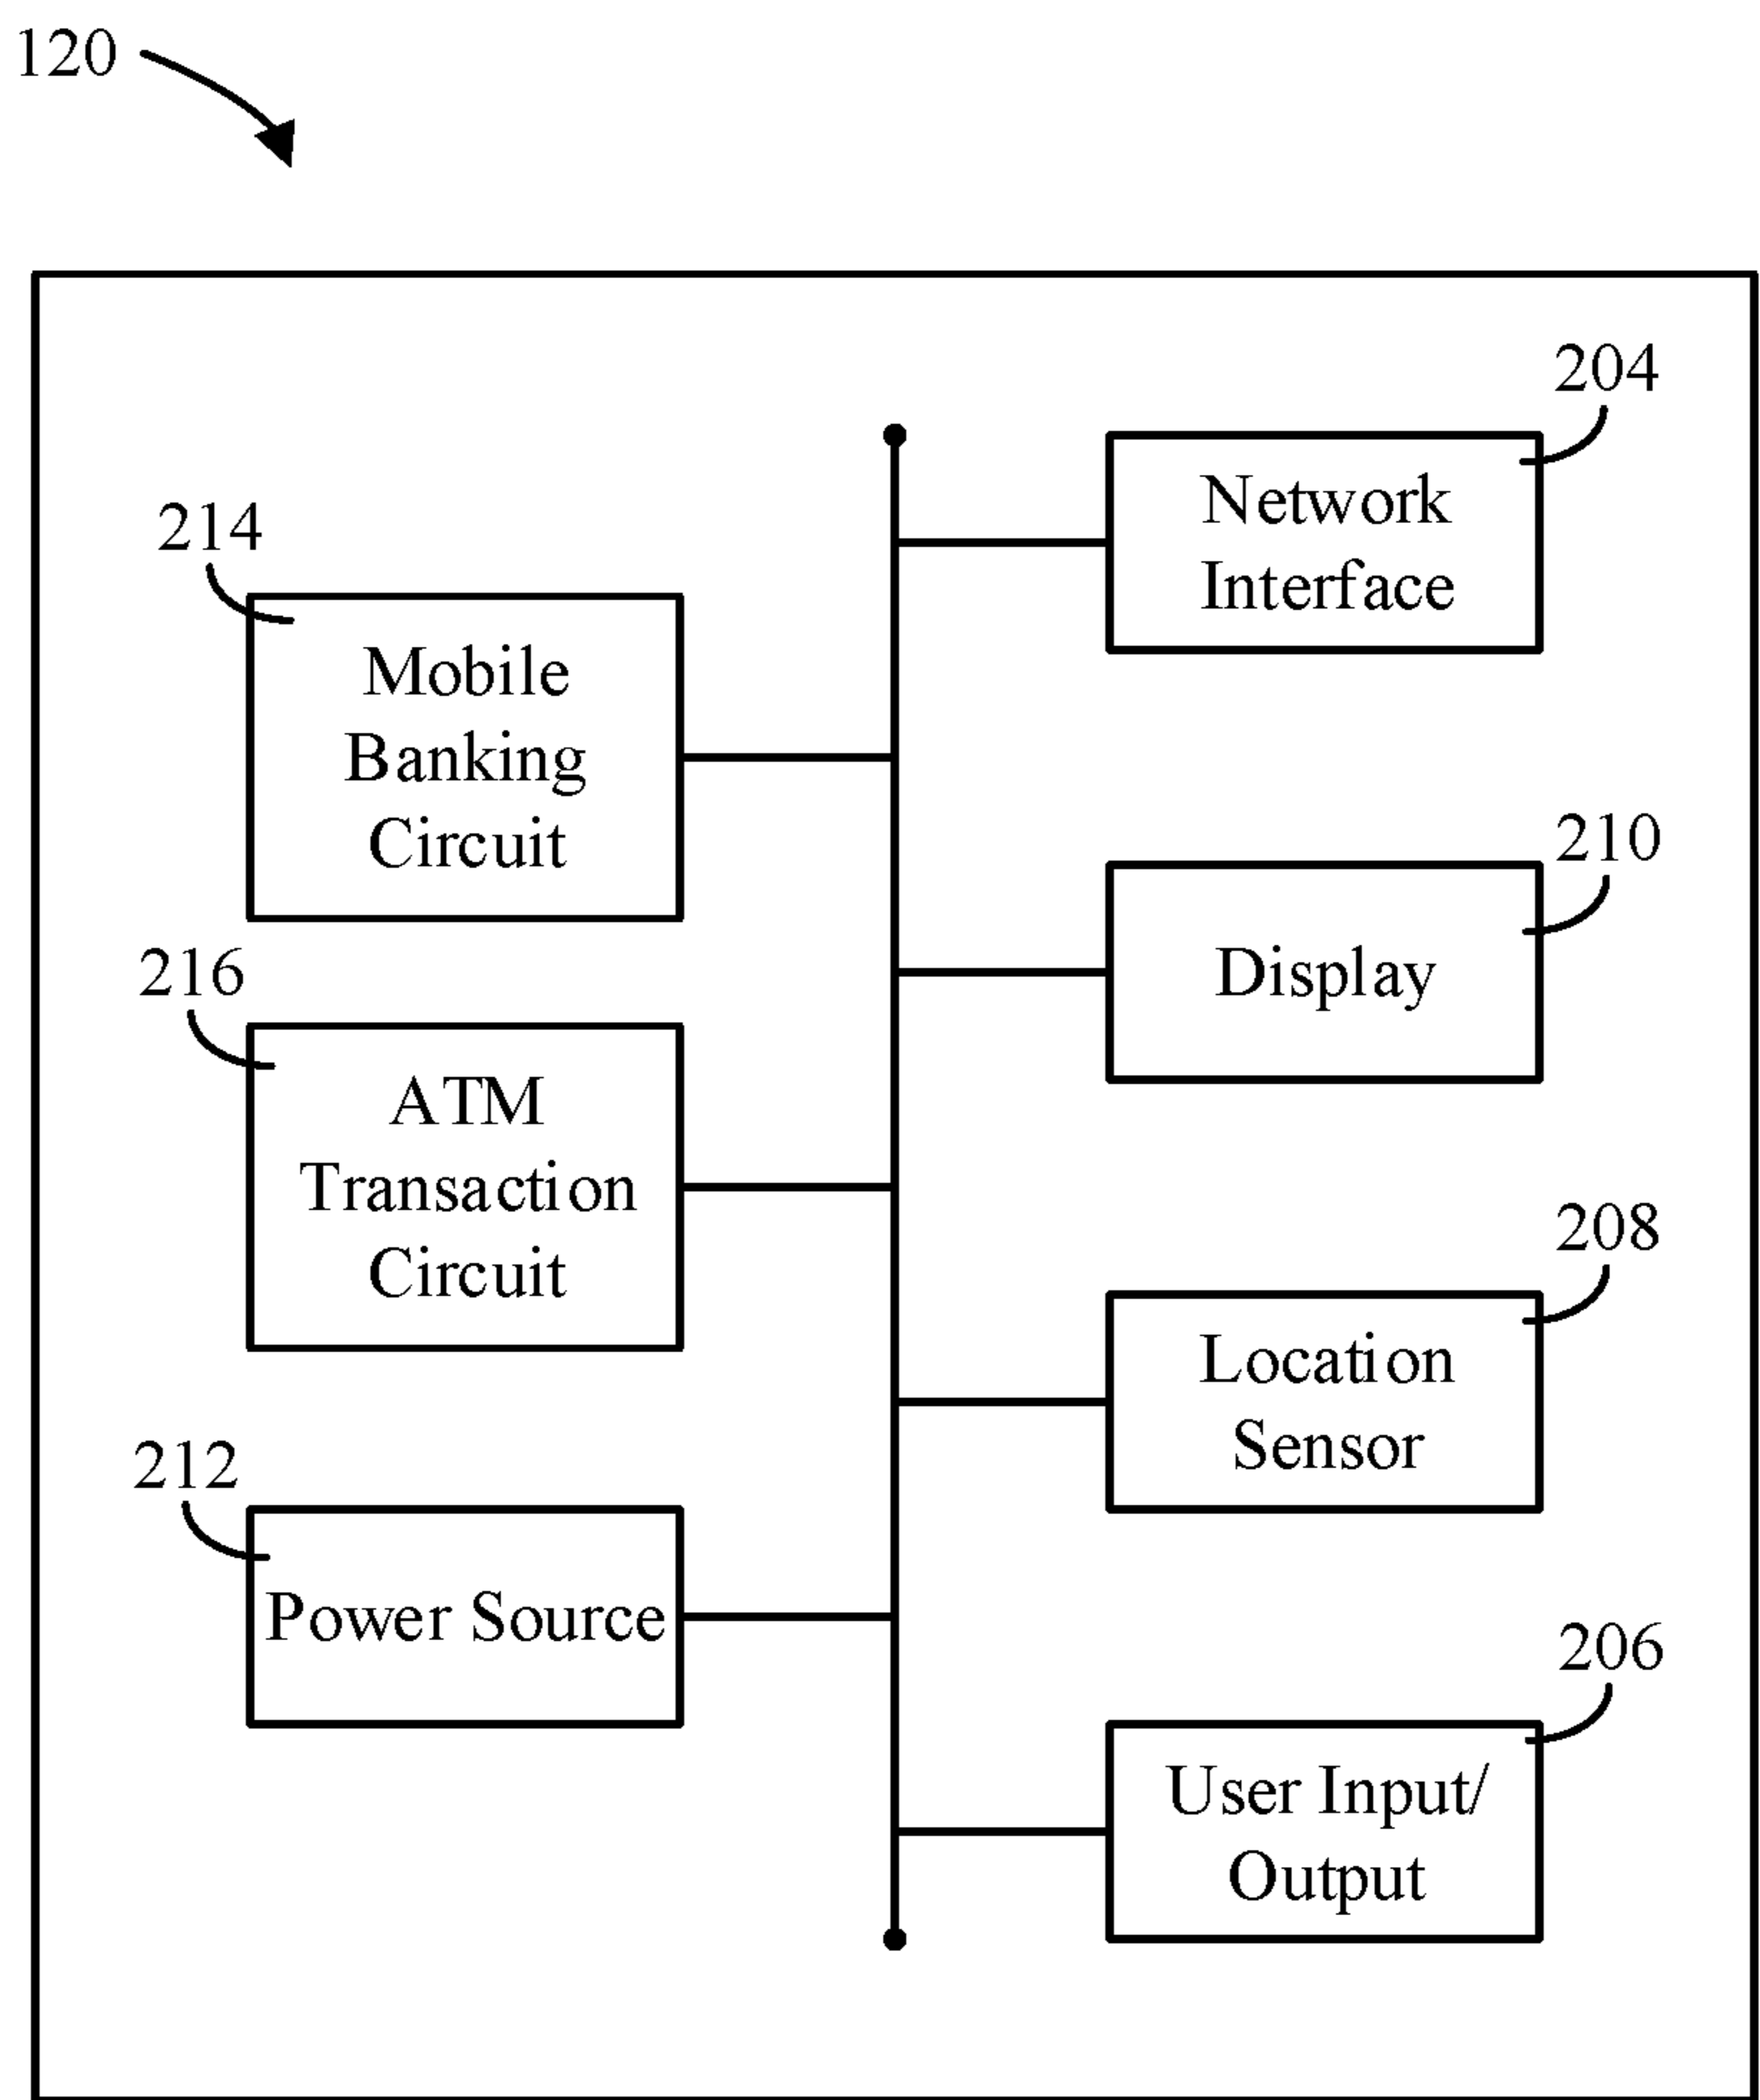 120
204
Network
Interface
214
Mobile
Banking
Circuit
210
Display
216
ATM
Transaction
Circuit
208
Location
Sensor
212
Power Source
206
User Input/
Output